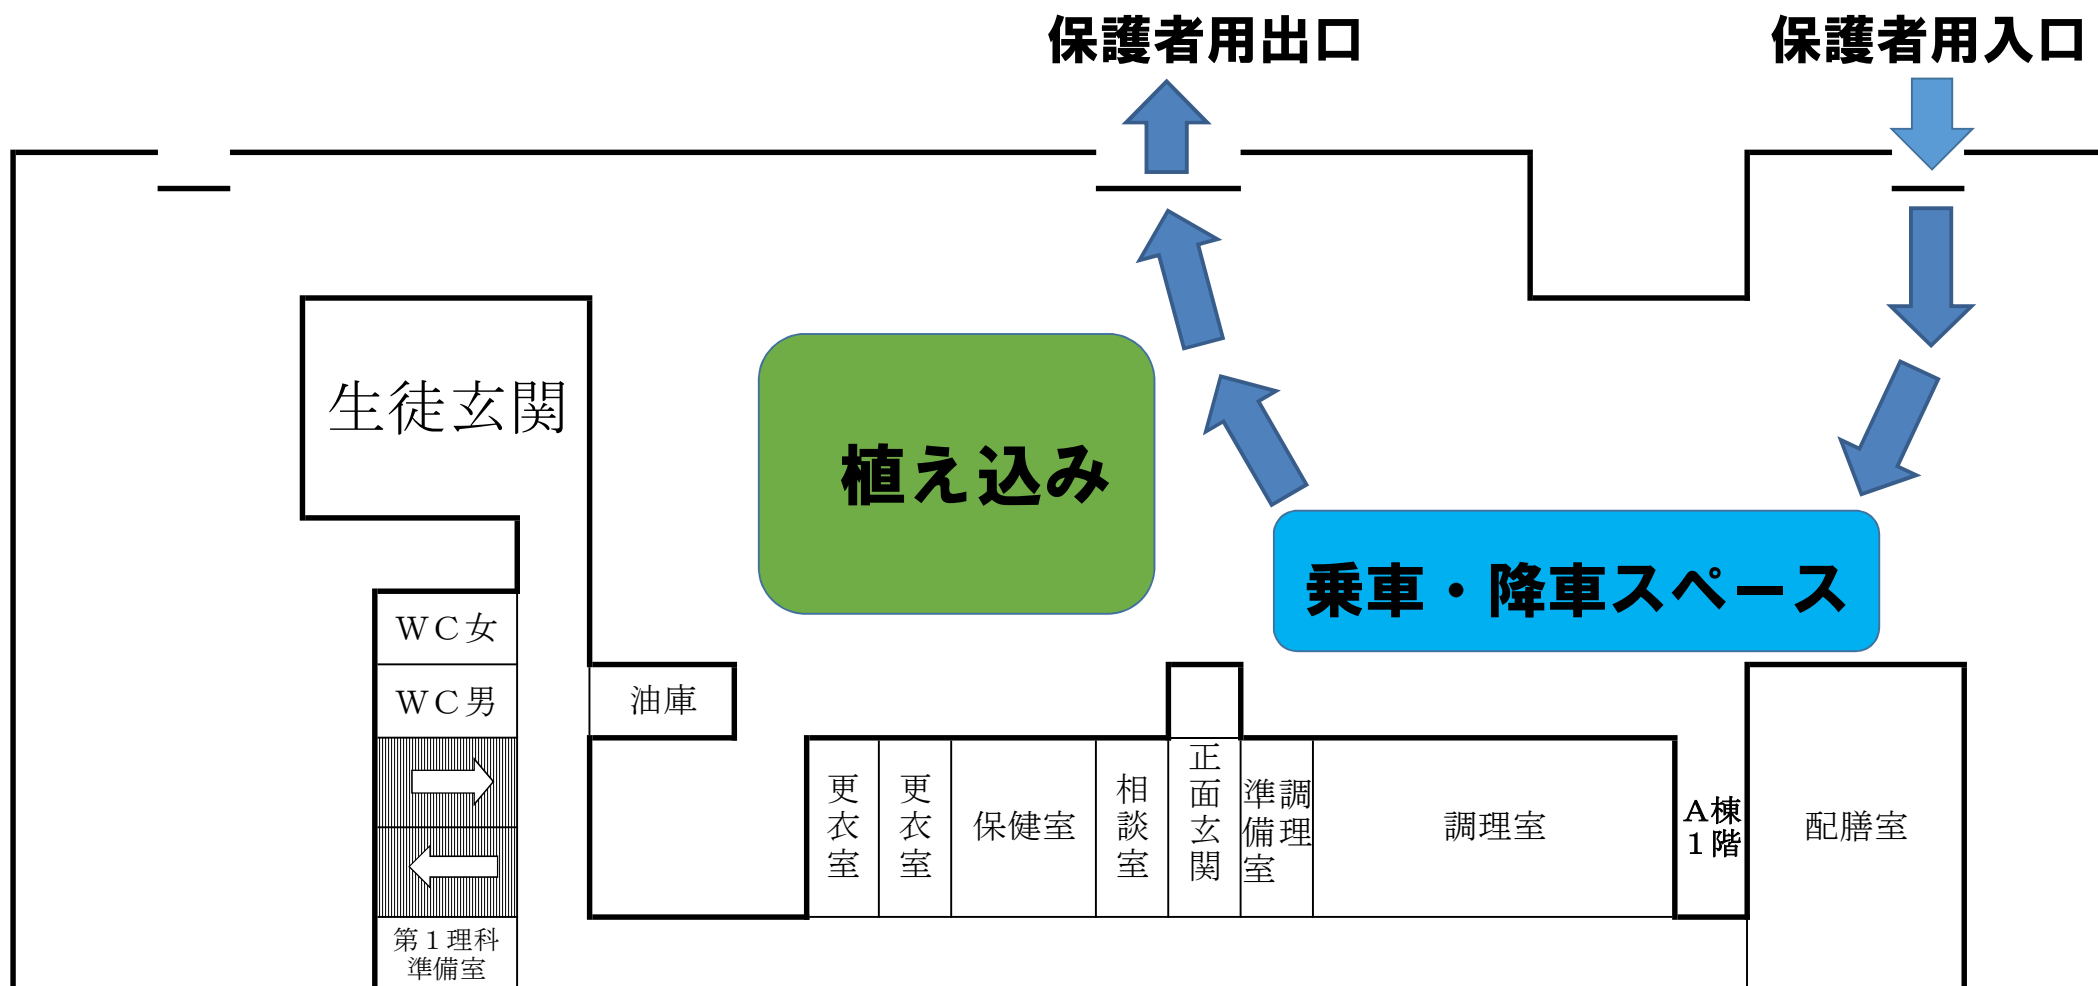 保護者用出口
保護者用入口
生徒玄関
植え込み
乗車・降車スペース
ＷＣ女
ＷＣ男
油庫
更衣室
更衣室
保健室
相談室
正面玄関
調理
準備室
調理室
Ａ棟
１階
配膳室
第１理科
準備室